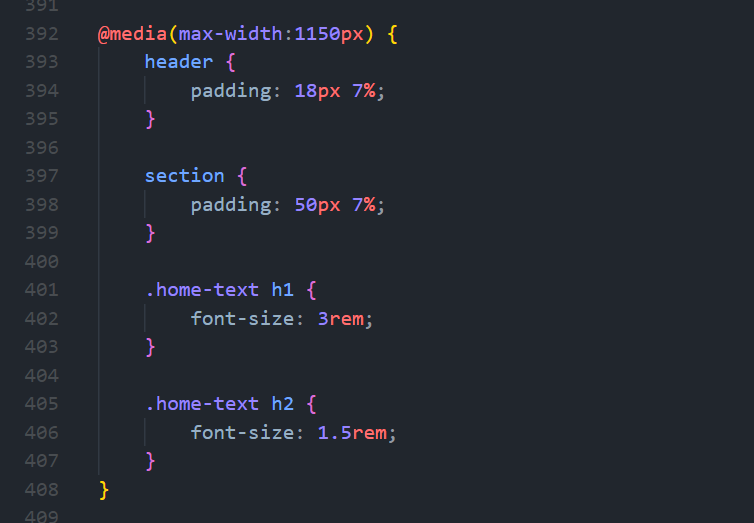 391
392 @media(max-width:1150px) {
393     header {
394         padding: 18px 7%;
395     }
396
397     section {
398         padding: 50px 7%;
399     }
400
401     .home-text h1 {
402         font-size: 3rem;
403     }
404
405     .home-text h2 {
406         font-size: 1.5rem;
407     }
408 }
409